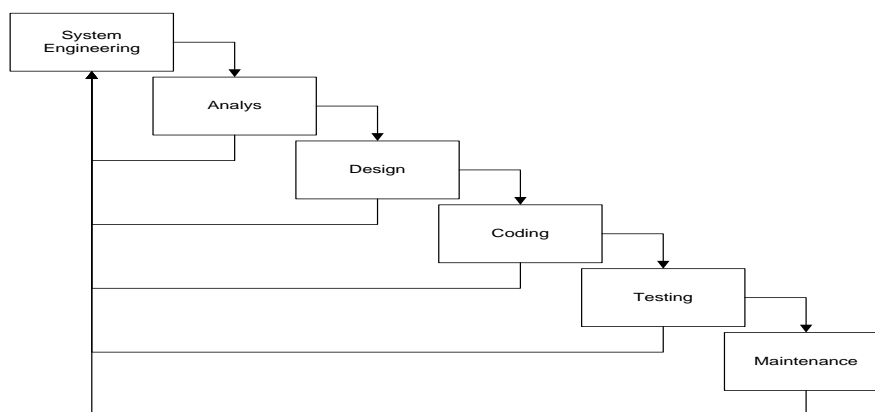 System
Engineering
Analys
Design
Coding
Testing
Maintenance